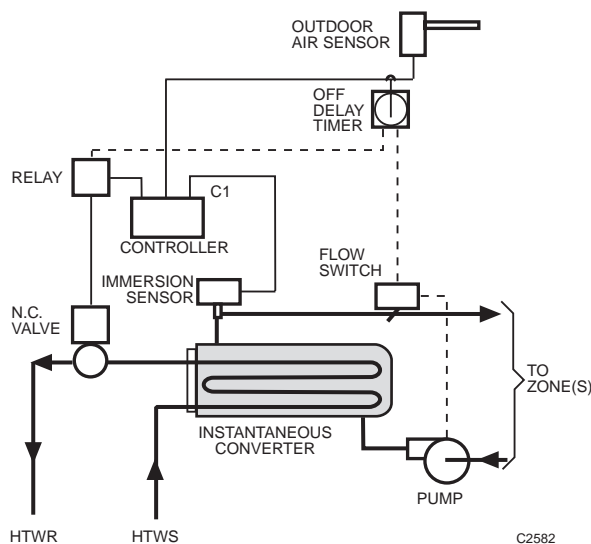 OUTDOOR
AIR SENSOR
OFF
DELAY
TIMER
RELAY
C1
CONTROLLER
FLOW
SWITCH
IMMERSION
SENSOR
N.C.
VALVE
TO
ZONE(S)
INSTANTANEOUS
CONVERTER
PUMP
HTWR
HTWS
C2582